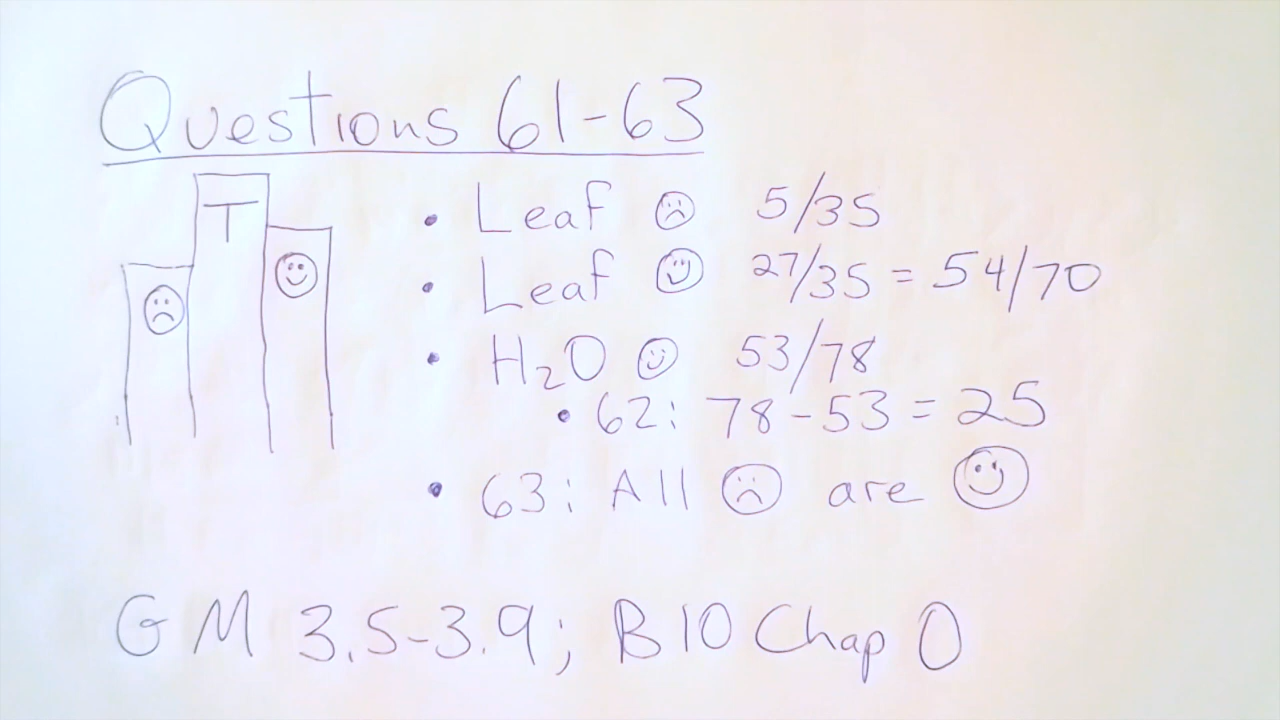 Questions 61-63
T
• Leaf ☹ 5/35
• Leaf ☺ 27/35 = 54/70
• H₂O ☺ 53/78
• 62: 78-53 = 25
• 63: All ☹ are ☺
GM 3.5-3.9; B10 Chap 0